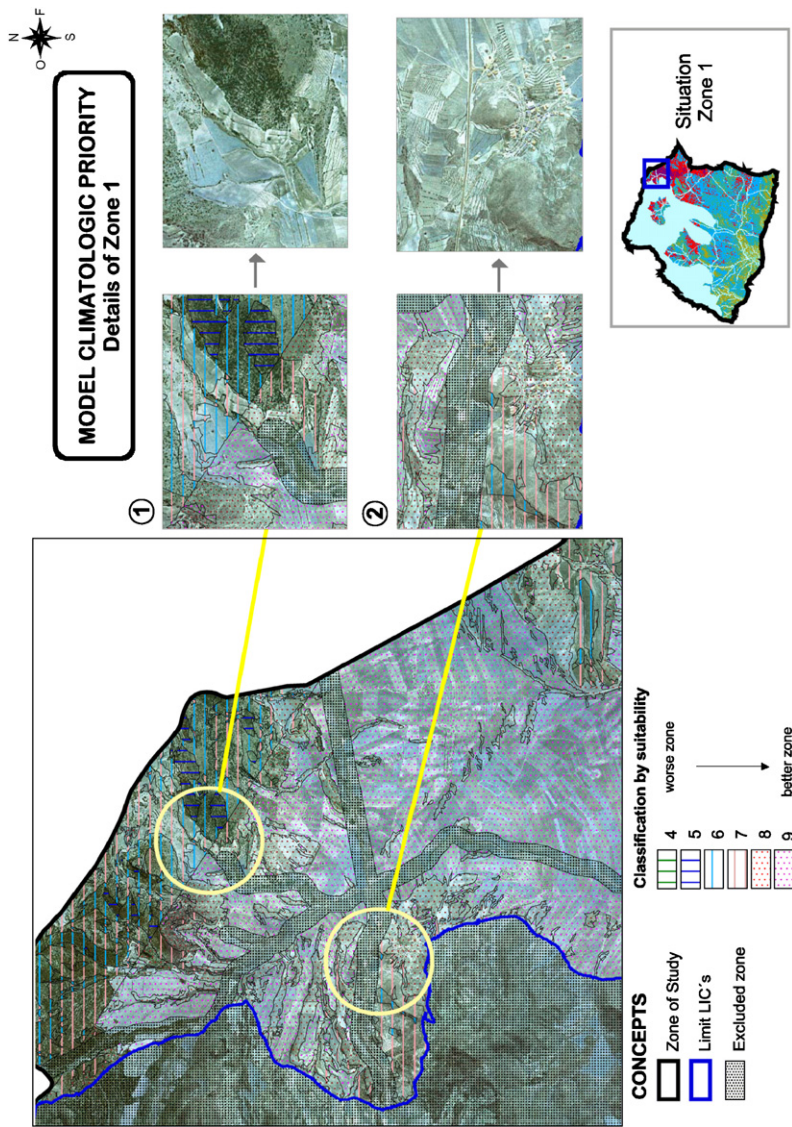 MODEL CLIMATOLOGIC PRIORITY
Details of Zone 1
N
O
F
S
1
2
Situation
Zone 1
CONCEPTS
Zone of Study
Limit LIC´s
Excluded zone
Classification by suitability
4
5
6
7
8
9
worse zone
better zone